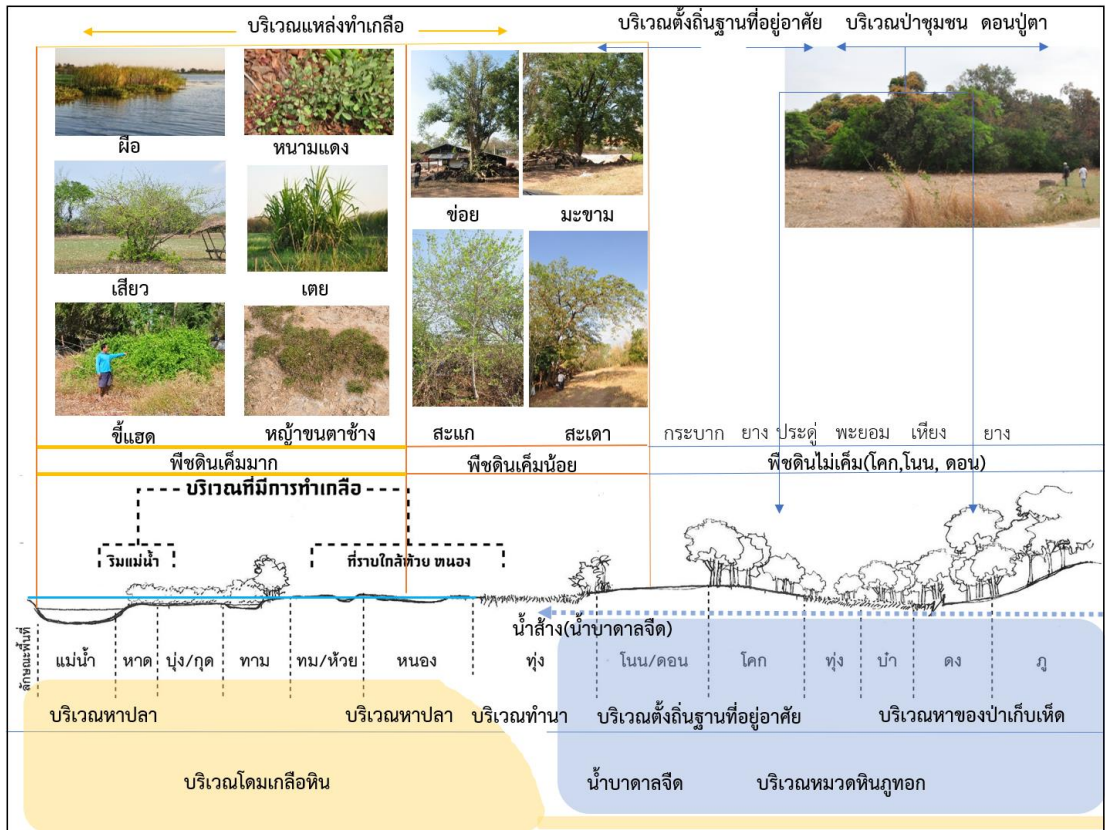 บริเวณแหล่งทำเกลือ
บริเวณตั้งถิ่นฐานที่อยู่อาศัย
บริเวณป่าชุมชน ดอนปู่ตา
ผือ
หนามแดง
ข่อย
มะขาม
เสียว
เตย
ขี้แฮด
หญ้าขนตาช้าง
สะแก
สะเดา
กระบาก ยาง ประดู่ พะยอม เหียง ยาง
พืชดินเค็มมาก
พืชดินเค็มน้อย
พืชดินไม่เค็ม(โคก,โนน, ดอน)
บริเวณที่มีการทำเกลือ
ริมแม่น้ำ
ที่ราบใกล้ห้วย หนอง
น้ำส้าง(น้ำบาดาลจืด)
ลักษณะพื้นที่
แม่น้ำ หาด บุ่ง/กุด ทาม ทม/ห้วย หนอง ทุ่ง โนน/ดอน โคก ทุ่ง บ๋า ดง ภู
บริเวณหาปลา
บริเวณหาปลา
บริเวณทำนา
บริเวณตั้งถิ่นฐานที่อยู่อาศัย
บริเวณหาของป่าเก็บเห็ด
บริเวณโดมเกลือหิน
น้ำบาดาลจืด
บริเวณหมวดหินภูทอก